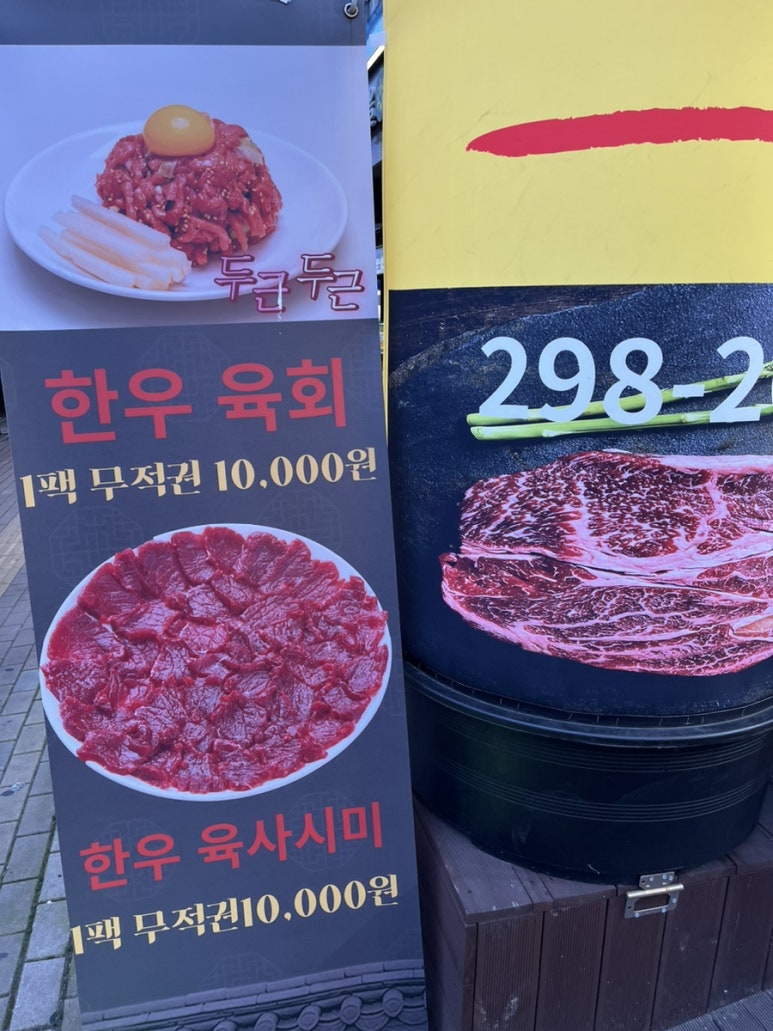 두근두근
한우 육회
1팩 무적권 10,000원
한우 육사시미
1팩 무적권10,000원
298-2